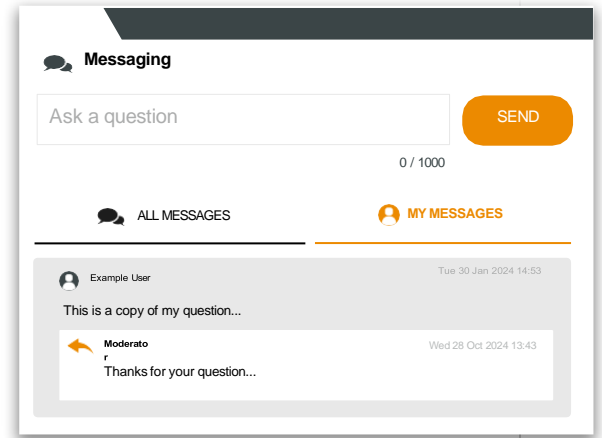 Messaging
Ask a question
SEND
0 / 1000
ALL MESSAGES
MY MESSAGES
Example User
Tue 30 Jan 2024 14:53
This is a copy of my question...
Moderato
r
Wed 28 Oct 2024 13:43
Thanks for your question...